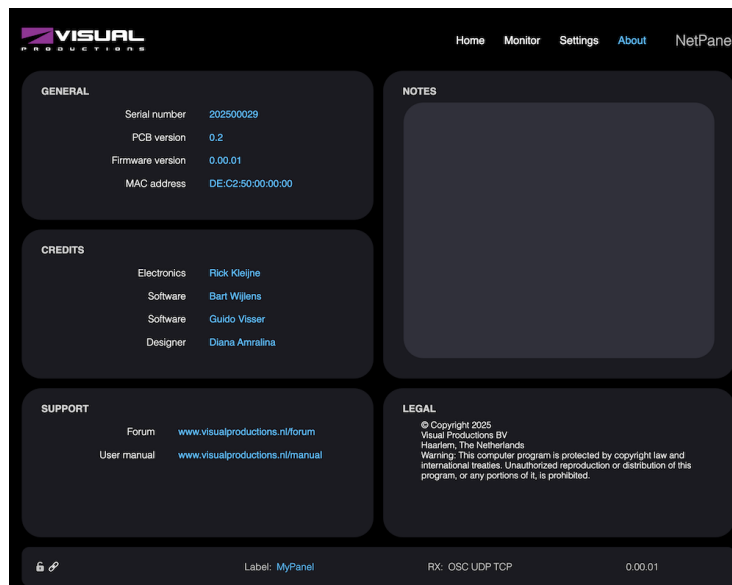 VISUAL
PRODUCTIONS
Home Monitor Settings About NetPane
GENERAL
Serial number 202500029
PCB version 0.2
Firmware version 0.00.01
MAC address DE:C2:50:00:00:00
NOTES
CREDITS
Electronics Rick Kleijne
Software Bart Wijlens
Software Guido Visser
Designer Diana Amralina
SUPPORT
Forum www.visualproductions.nl/forum
User manual www.visualproductions.nl/manual
LEGAL
© Copyright 2025
Visual Productions BV
Haarlem, The Netherlands
Warning: This computer program is protected by copyright law and
international treaties. Unauthorized reproduction or distribution of this
program, or any portions of it, is prohibited.
Label: MyPanel RX: OSC UDP TCP 0.00.01